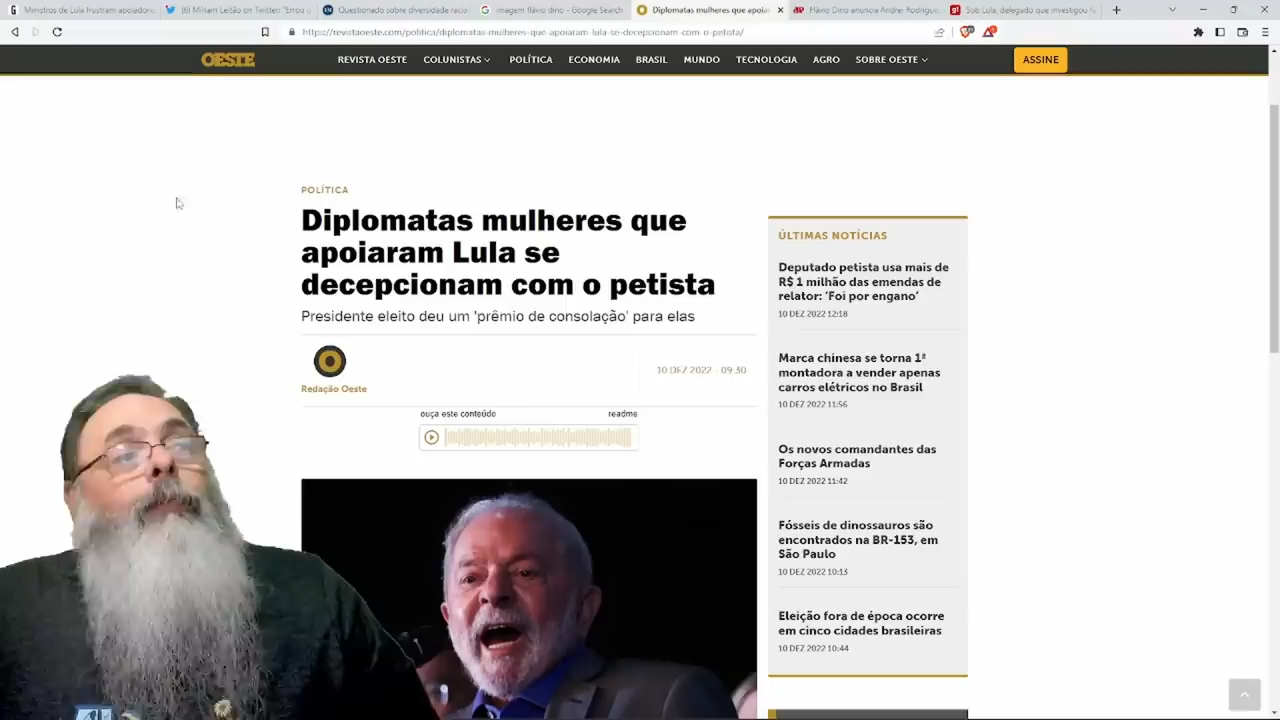 Ministros de Lula frustram apoiadore
(6) Miriam Leitão on Twitter: "Errou o
Questionado sobre diversidade racia
imagem flávio dino - Google Search
Diplomatas mulheres que apoia
Flávio Dino anuncia Andrei Rodrigue
Sob Lula, delegado que investigou f
https://revistaoeste.com/politica/diplomatas-mulheres-que-apoiaram-lula-se-decepcionam-com-o-petista/
OESTE
REVISTA OESTE
COLUNISTAS
POLÍTICA
ECONOMIA
BRASIL
MUNDO
TECNOLOGIA
AGRO
SOBRE OESTE
ASSINE
POLÍTICA
Diplomatas mulheres que
apoiaram Lula se
decepcionam com o petista
Presidente eleito deu um 'prêmio de consolação' para elas
Redação Oeste
10 DEZ 2022 - 09:30
ouça este conteúdo
readme
ÚLTIMAS NOTÍCIAS
Deputado petista usa mais de
R$ 1 milhão das emendas de
relator: ‘Foi por engano’
10 DEZ 2022 12:18
Marca chinesa se torna 1ª
montadora a vender apenas
carros elétricos no Brasil
10 DEZ 2022 11:56
Os novos comandantes das
Forças Armadas
10 DEZ 2022 11:42
Fósseis de dinossauros são
encontrados na BR-153, em
São Paulo
10 DEZ 2022 10:13
Eleição fora de época ocorre
em cinco cidades brasileiras
10 DEZ 2022 10:44